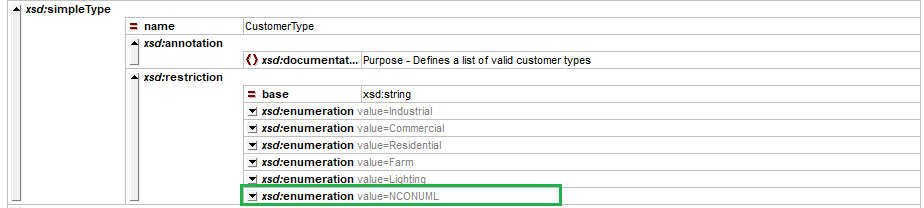 xsd:simpleType
name CustomerType
xsd:annotation
xsd:documentat... Purpose - Defines a list of valid customer types
xsd:restriction
base xsd:string
xsd:enumeration value=Industrial
xsd:enumeration value=Commercial
xsd:enumeration value=Residential
xsd:enumeration value=Farm
xsd:enumeration value=Lighting
xsd:enumeration value=NCONUML